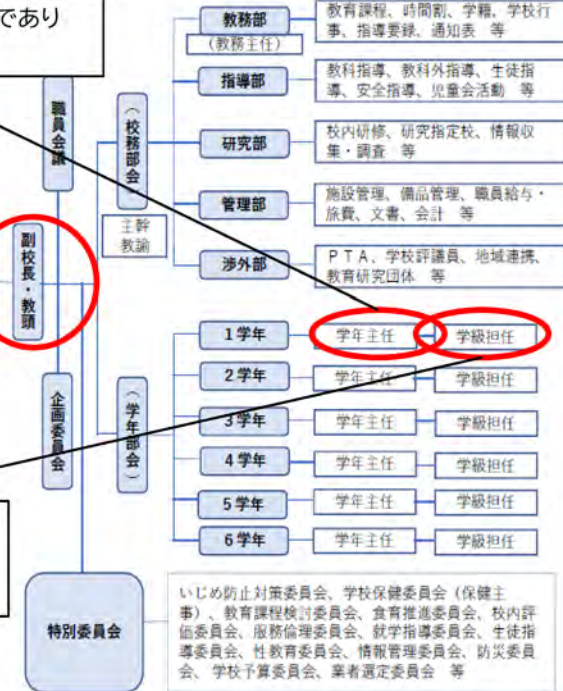 であり
職員会議
副校長・教頭
企画委員会
(校務部会)
主幹
教諭
教務部
(教務主任)
教育課程、時間割、学籍、学校行
事、指導要録、通知表 等
指導部
教科指導、教科外指導、生徒指
導、安全指導、児童会活動 等
研究部
校内研修、研究指定校、情報収
集・調査 等
管理部
施設管理、備品管理、職員給与・
旅費、文書、会計 等
渉外部
PTA、学校評議員、地域連携、
教育研究団体 等
(学年部会)
1学年
学年主任
学級担任
2学年
学年主任
学級担任
3学年
学年主任
学級担任
4学年
学年主任
学級担任
5学年
学年主任
学級担任
6学年
学年主任
学級担任
特別委員会
いじめ防止対策委員会、学校保健委員会(保健主
事)、教育課程検討委員会、食育推進委員会、校内評
価委員会、服務倫理委員会、就学指導委員会、生徒指
導委員会、性教育委員会、情報管理委員会、防災委員
会、学校予算委員会、業者選定委員会 等